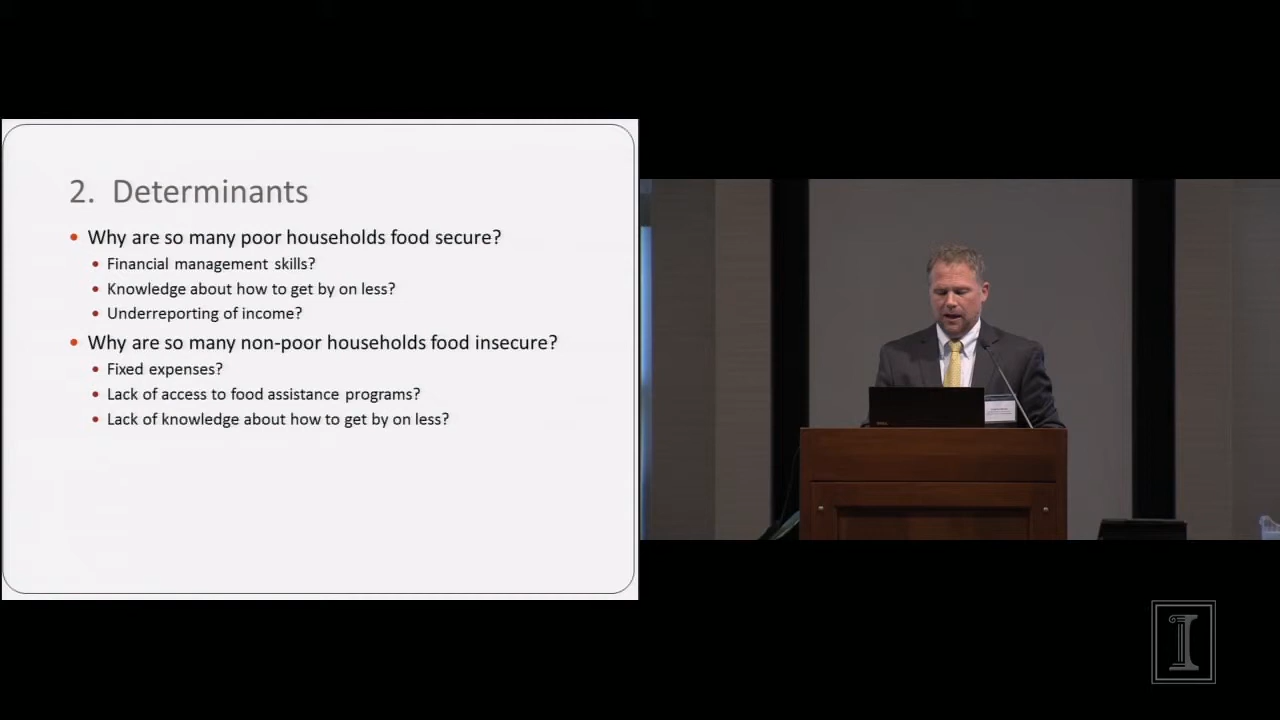 2. Determinants
• Why are so many poor households food secure?
• Financial management skills?
• Knowledge about how to get by on less?
• Underreporting of income?
• Why are so many non-poor households food insecure?
• Fixed expenses?
• Lack of access to food assistance programs?
• Lack of knowledge about how to get by on less?
DELL
I